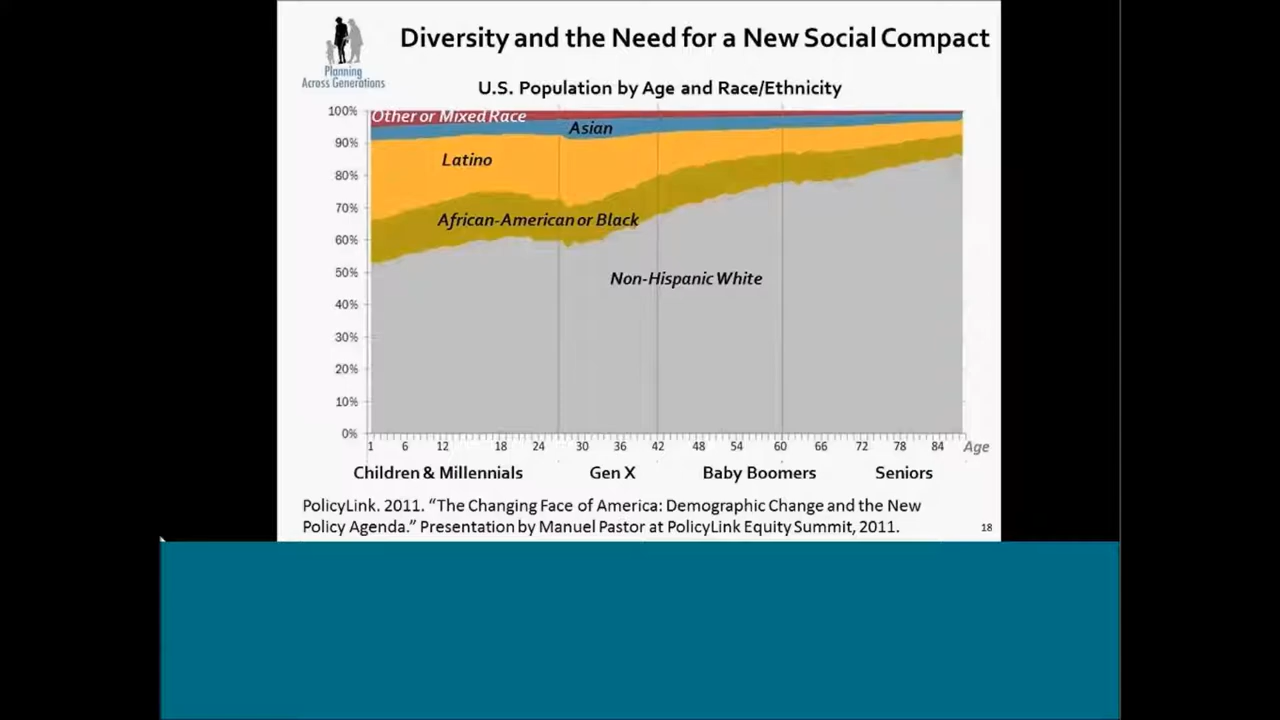 Diversity and the Need for a New Social Compact
Planning
Across Generations
U.S. Population by Age and Race/Ethnicity
100%
90%
80%
70%
60%
50%
40%
30%
20%
10%
0%
Other or Mixed Race
Asian
Latino
African-American or Black
Non-Hispanic White
1 6 12 18 24 30 36 42 48 54 60 66 72 78 84 Age
Children & Millennials Gen X Baby Boomers Seniors
PolicyLink. 2011. “The Changing Face of America: Demographic Change and the New
Policy Agenda.” Presentation by Manuel Pastor at PolicyLink Equity Summit, 2011.
18